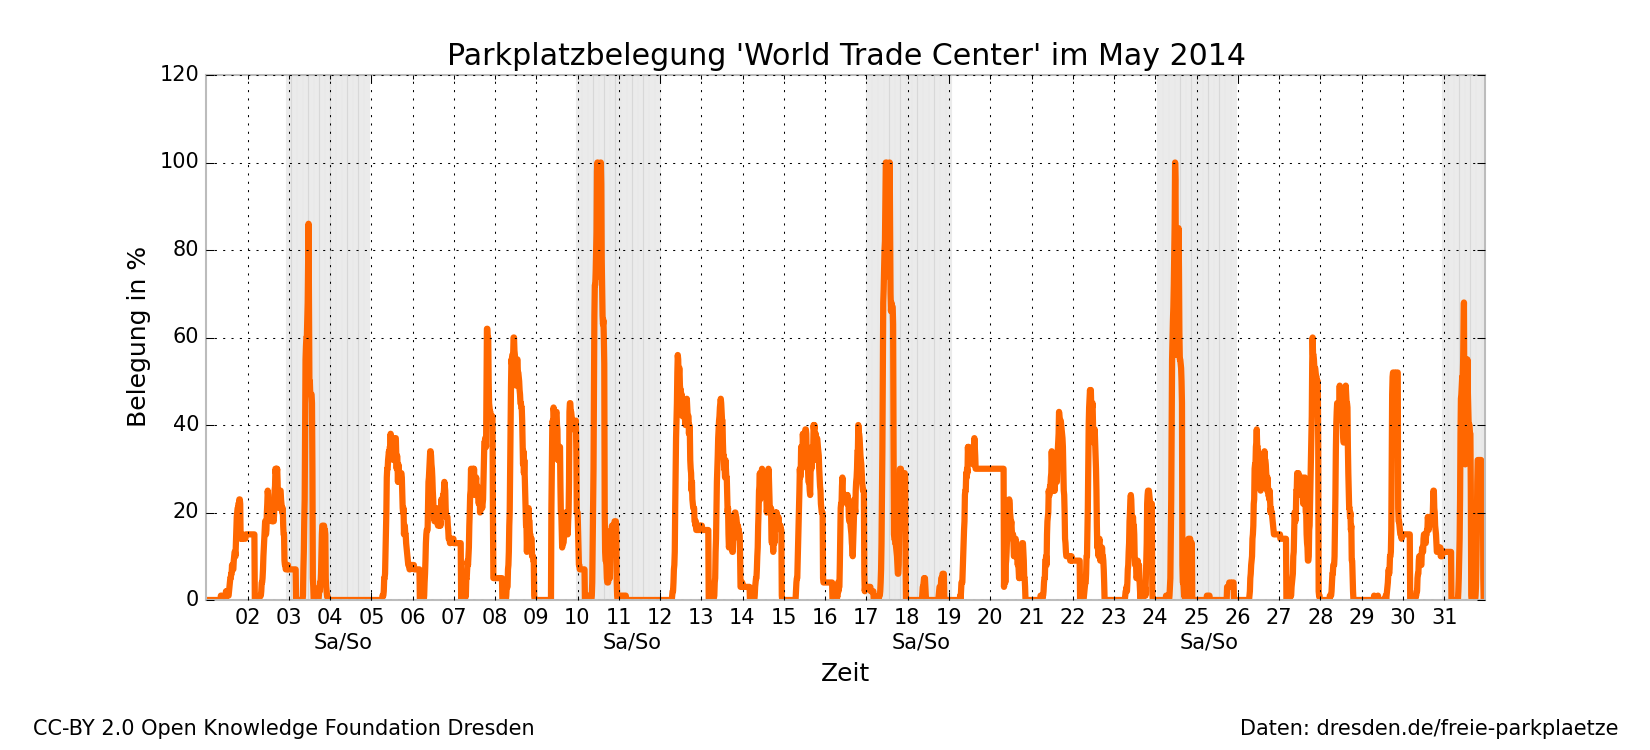 Parkplatzbelegung 'World Trade Center' im May 2014
120
100
80
60
40
20
0
Belegung in %
02 03 04 05 06 07 08 09 10 11 12 13 14 15 16 17 18 19 20 21 22 23 24 25 26 27 28 29 30 31
Sa/So Sa/So Sa/So Sa/So
Zeit
CC-BY 2.0 Open Knowledge Foundation Dresden
Daten: dresden.de/freie-parkplaetze